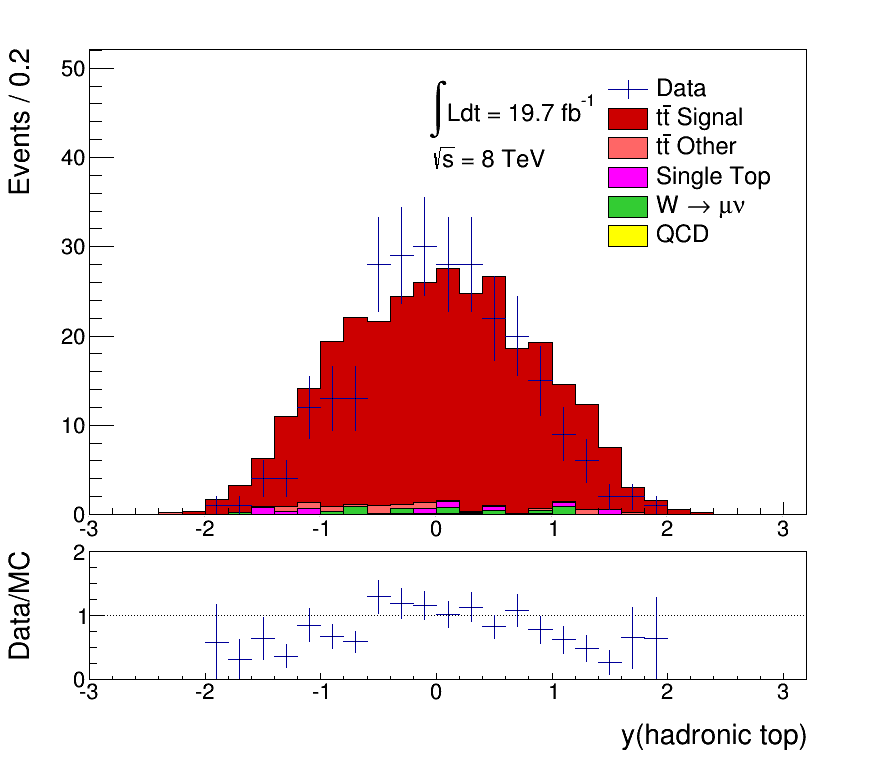 Events / 0.2
50
40
30
20
10
0
∫Ldt = 19.7 fb⁻¹
√s = 8 TeV
Data
tt̄ Signal
tt̄ Other
Single Top
W → μν
QCD
-3 -2 -1 0 1 2 3
Data/MC
2
1
0
-3 -2 -1 0 1 2 3
y(hadronic top)